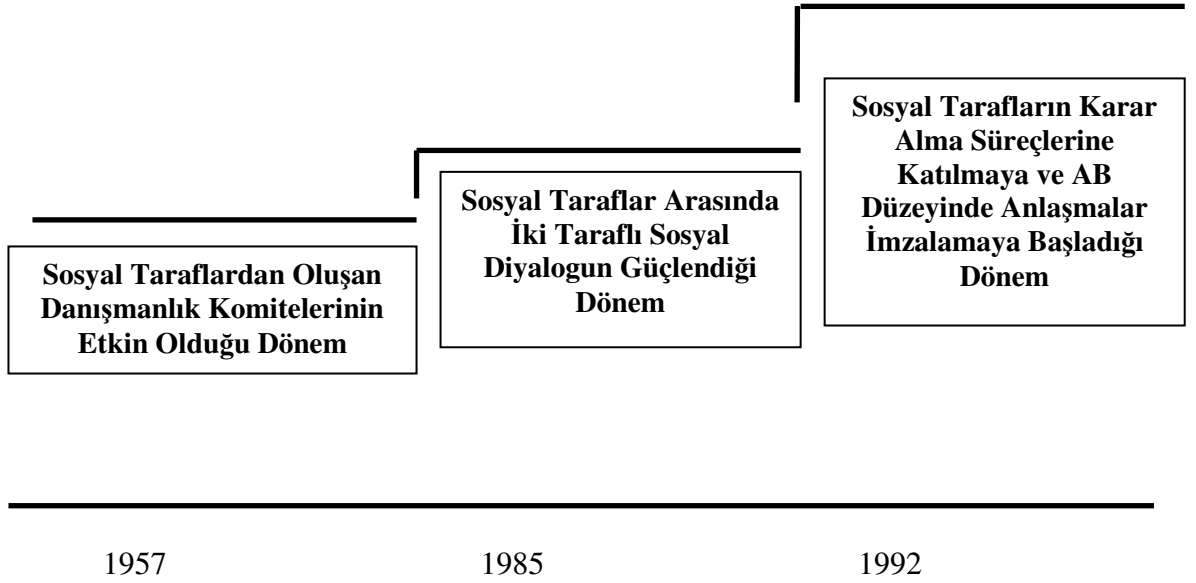 Sosyal Taraflardan Oluşan
Danışmanlık Komitelerinin
Etkin Olduğu Dönem
Sosyal Taraflar Arasında
İki Taraflı Sosyal
Diyalogun Güçlendiği
Dönem
Sosyal Tarafların Karar
Alma Süreçlerine
Katılmaya ve AB
Düzeyinde Anlaşmalar
İmzalamaya Başladığı
Dönem
1957
1985
1992